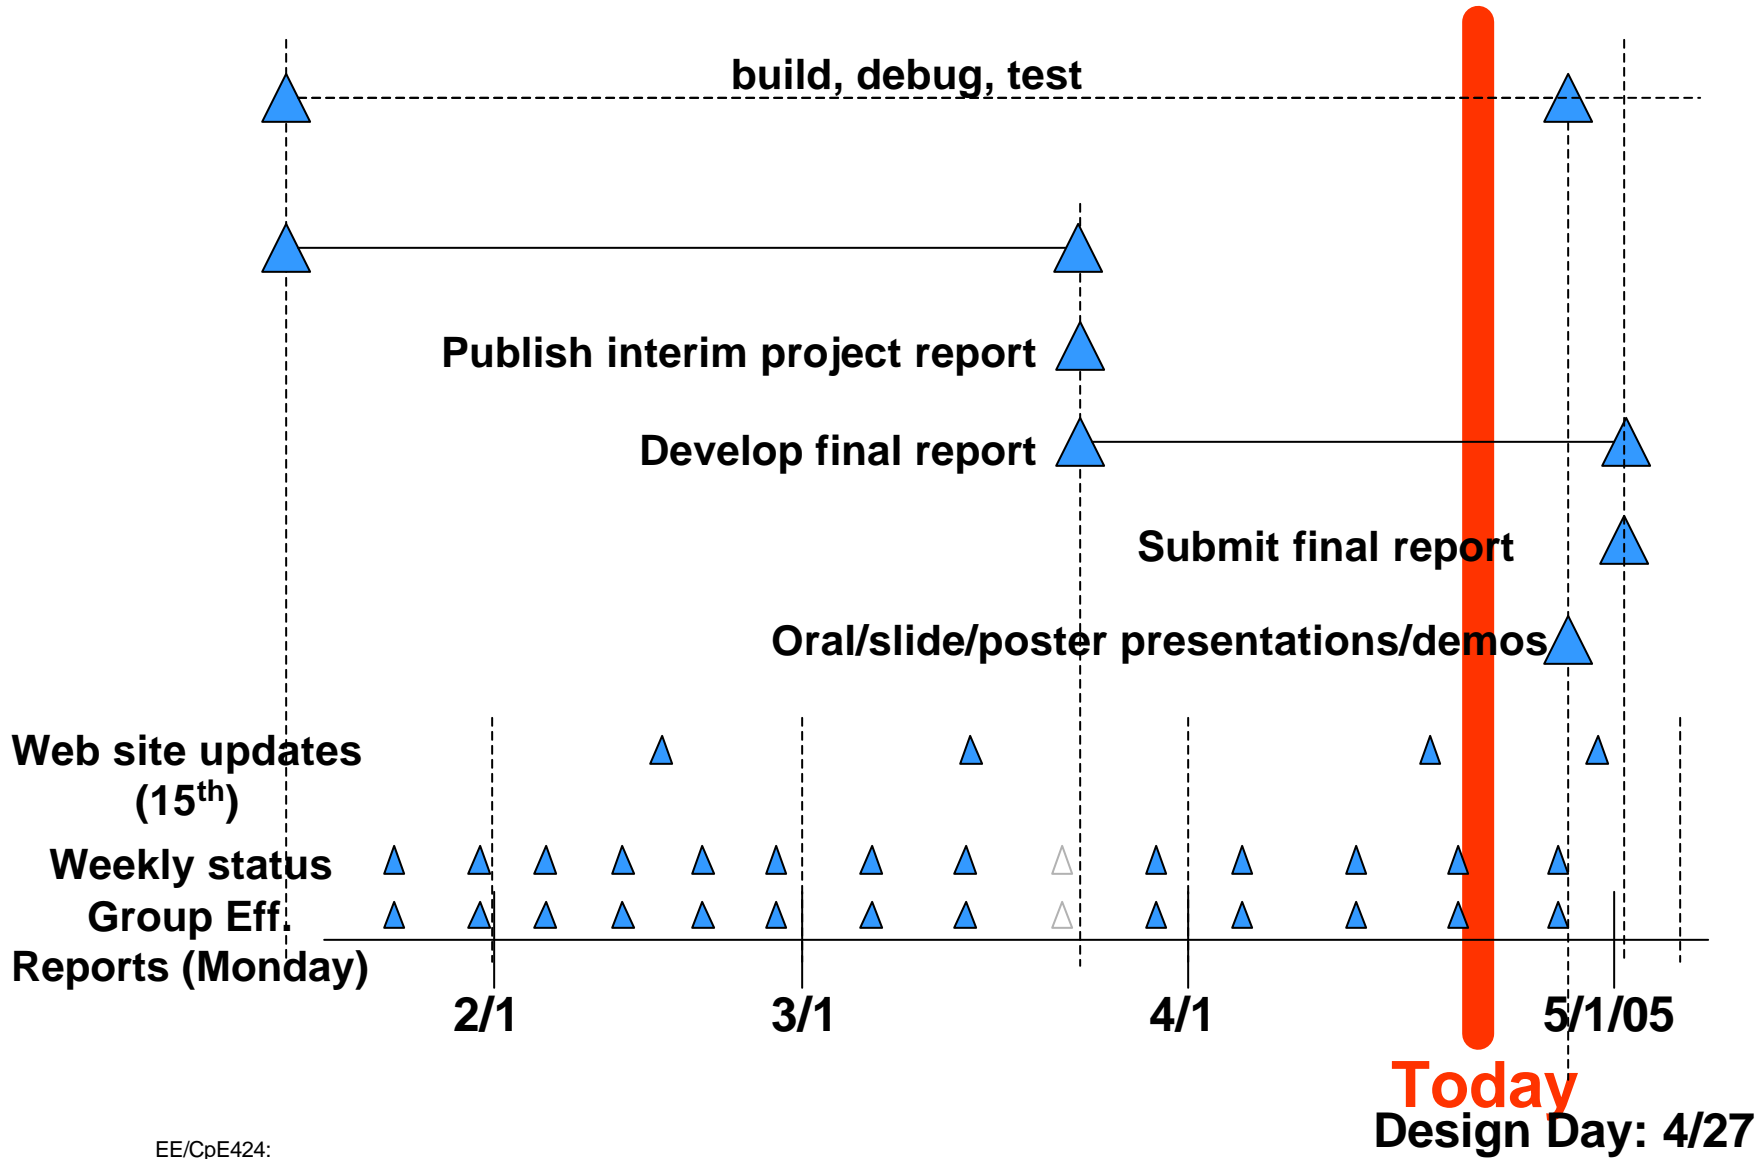 build, debug, test
Publish interim project report
Develop final report
Submit final report
Oral/slide/poster presentations/demos
Web site updates
(15th)
Weekly status
Group Eff.
Reports (Monday)
2/1 3/1 4/1 5/1/05
Today
Design Day: 4/27
EE/CpE424: